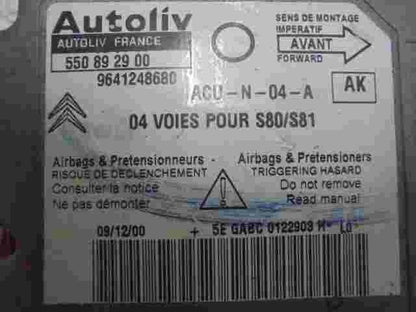 Autoliv
AUTOLIV FRANCE
550 89 29 00
9641248680
SENS DE MONTAGE
IMPERATIF
AVANT
FORWARD
ACU-N-04-A
AK
04 VOIES POUR S80/S81
Airbags & Pretensionneurs -
RISQUE DE DECLENCHEMENT
Consulter la notice
Ne pas démonter
Airbags & Pretensioners
TRIGGERING HASARD
Do not remove
Read manual
09/12/00 + 5E GABC 0122903